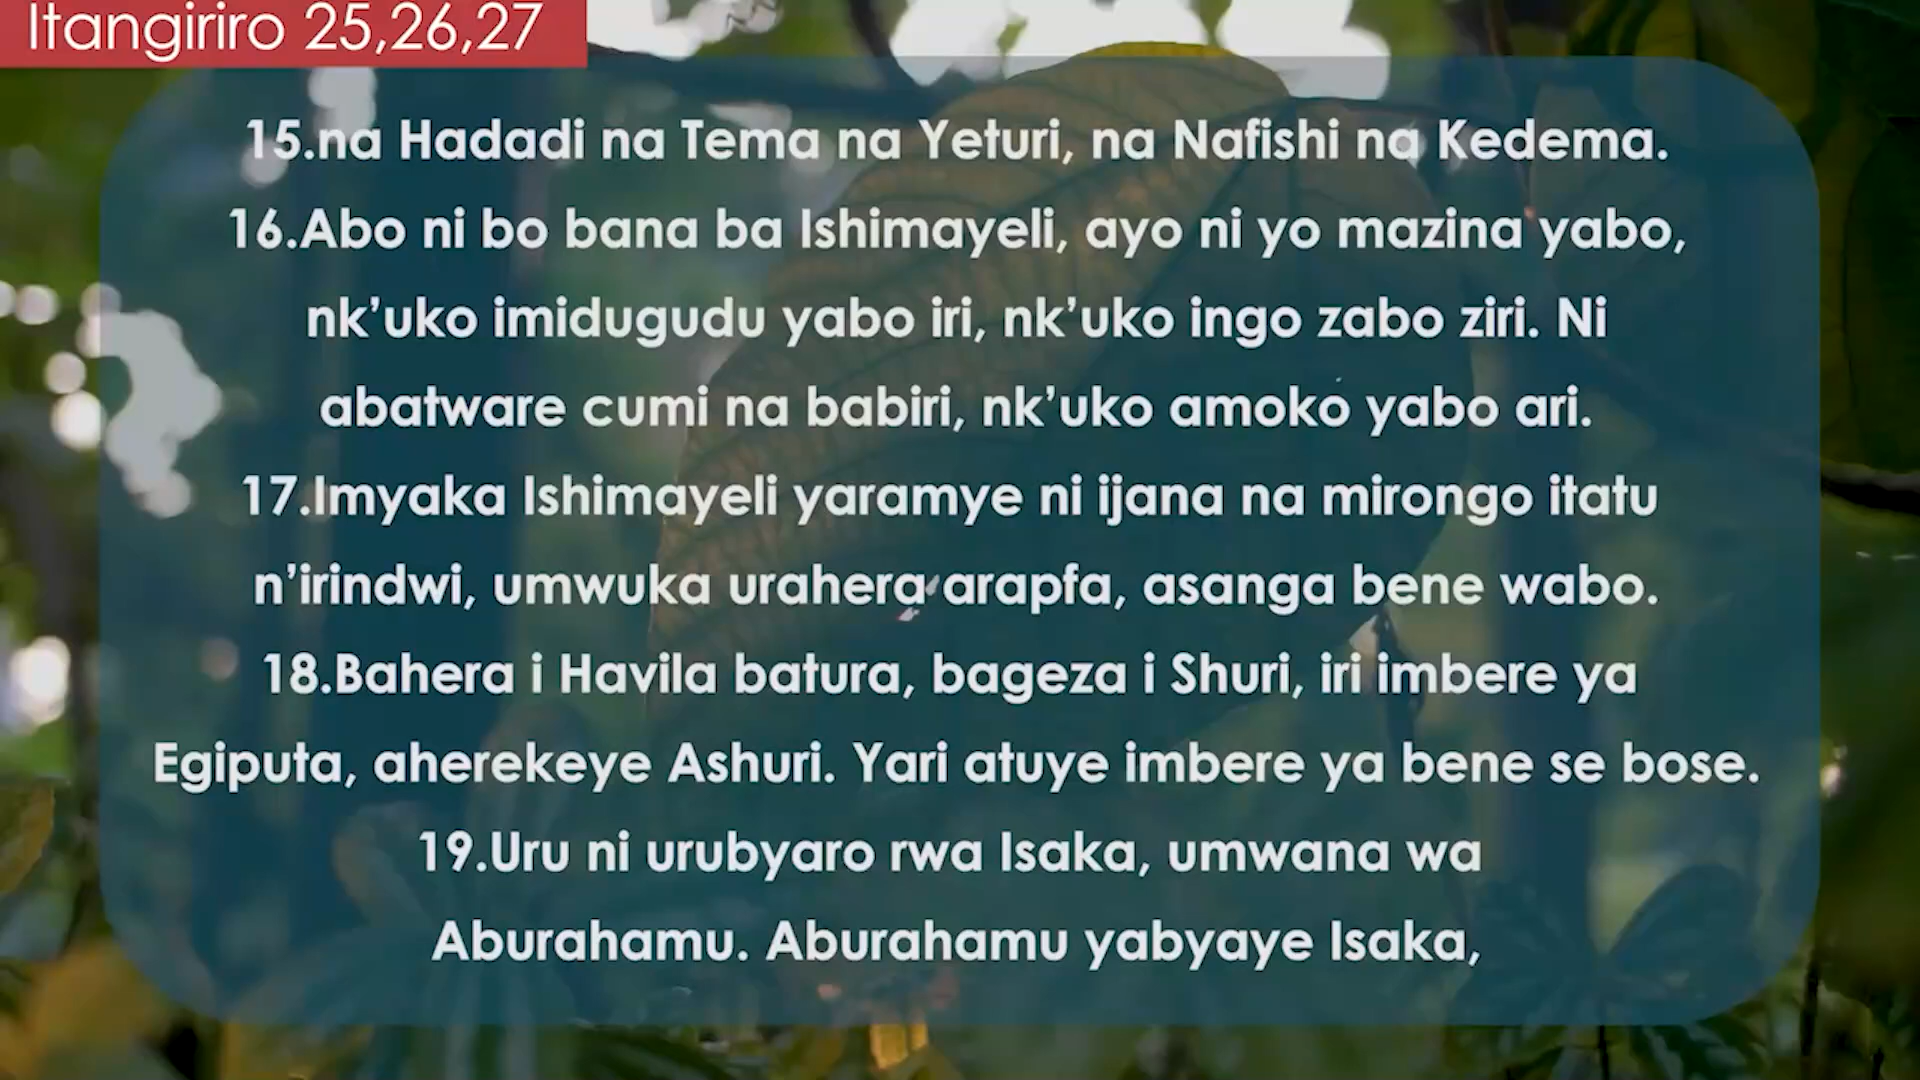 Itangiriro 25,26,27
15.na Hadadi na Tema na Yeturi, na Nafishi na Kedema.
16.Abo ni bo bana ba Ishimayeli, ayo ni yo mazina yabo,
nk’uko imidugudu yabo iri, nk’uko ingo zabo ziri. Ni
abatware cumi na babiri, nk’uko amoko yabo ari.
17.Imyaka Ishimayeli yaramye ni ijana na mirongo itatu
n’irindwi, umwuka urahera arapfa, asanga bene wabo.
18.Bahera i Havila batura, bageza i Shuri, iri imbere ya
Egiputa, aherekeye Ashuri. Yari atuye imbere ya bene se bose.
19.Uru ni urubyaro rwa Isaka, umwana wa
Aburahamu. Aburahamu yabyaye Isaka,